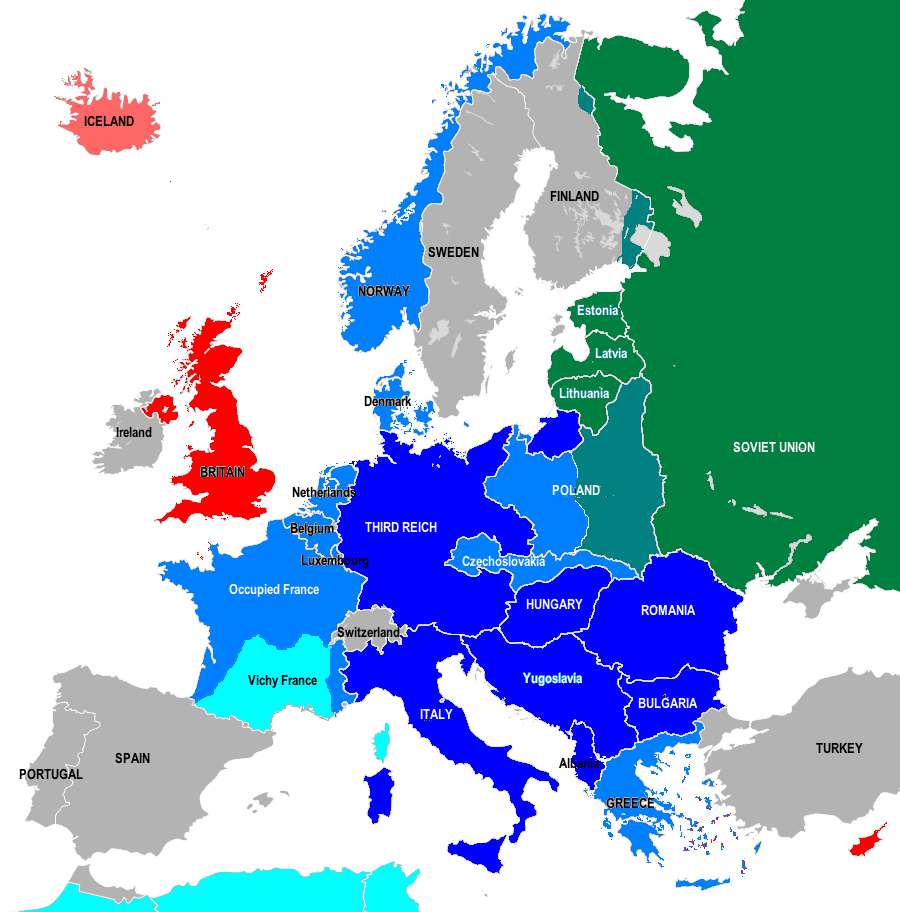 ICELAND
FINLAND
SWEDEN
NORWAY
Estonia
Latvia
Lithuania
Denmark
Ireland
SOVIET UNION
BRITAIN
Netherlands
POLAND
Belgium
THIRD REICH
Luxembourg
Czechoslovakia
Occupied France
HUNGARY
ROMANIA
Switzerland
Vichy France
Yugoslavia
BULGARIA
ITALY
TURKEY
SPAIN
Albania
PORTUGAL
GREECE